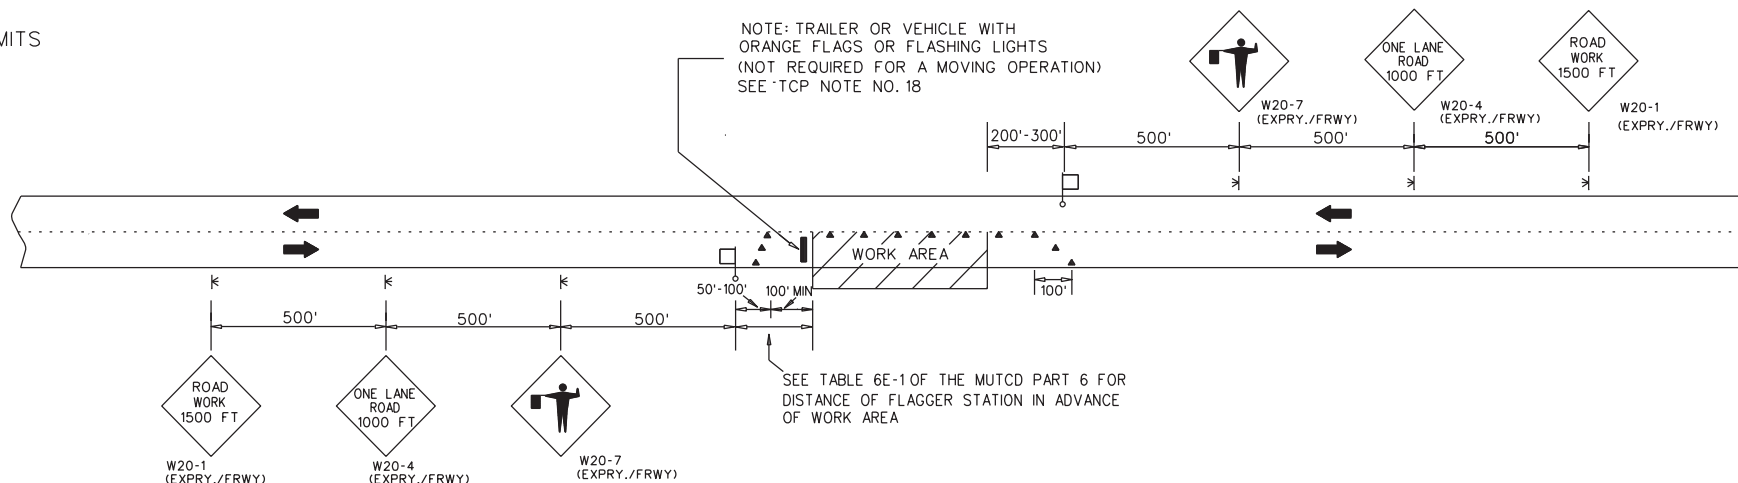 MITS
NOTE: TRAILER OR VEHICLE WITH
ORANGE FLAGS OR FLASHING LIGHTS
(NOT REQUIRED FOR A MOVING OPERATION)
SEE TCP NOTE NO. 18
ONE LANE
ROAD
1000 FT
ROAD
WORK
1500 FT
W20-7
(EXPRY./FRWY)
W20-4
(EXPRY./FRWY)
W20-1
(EXPRY./FRWY)
200'-300'
500'
500'
500'
WORK AREA
50'-100'
100' MIN
100'
500'
500'
500'
ROAD
WORK
1500 FT
ONE LANE
ROAD
1000 FT
SEE TABLE 6E-1 OF THE MUTCD PART 6 FOR
DISTANCE OF FLAGGER STATION IN ADVANCE
OF WORK AREA
W20-1
(EXPRY./FRWY)
W20-4
(EXPRY./FRWY)
W20-7
(EXPRY./FRWY)